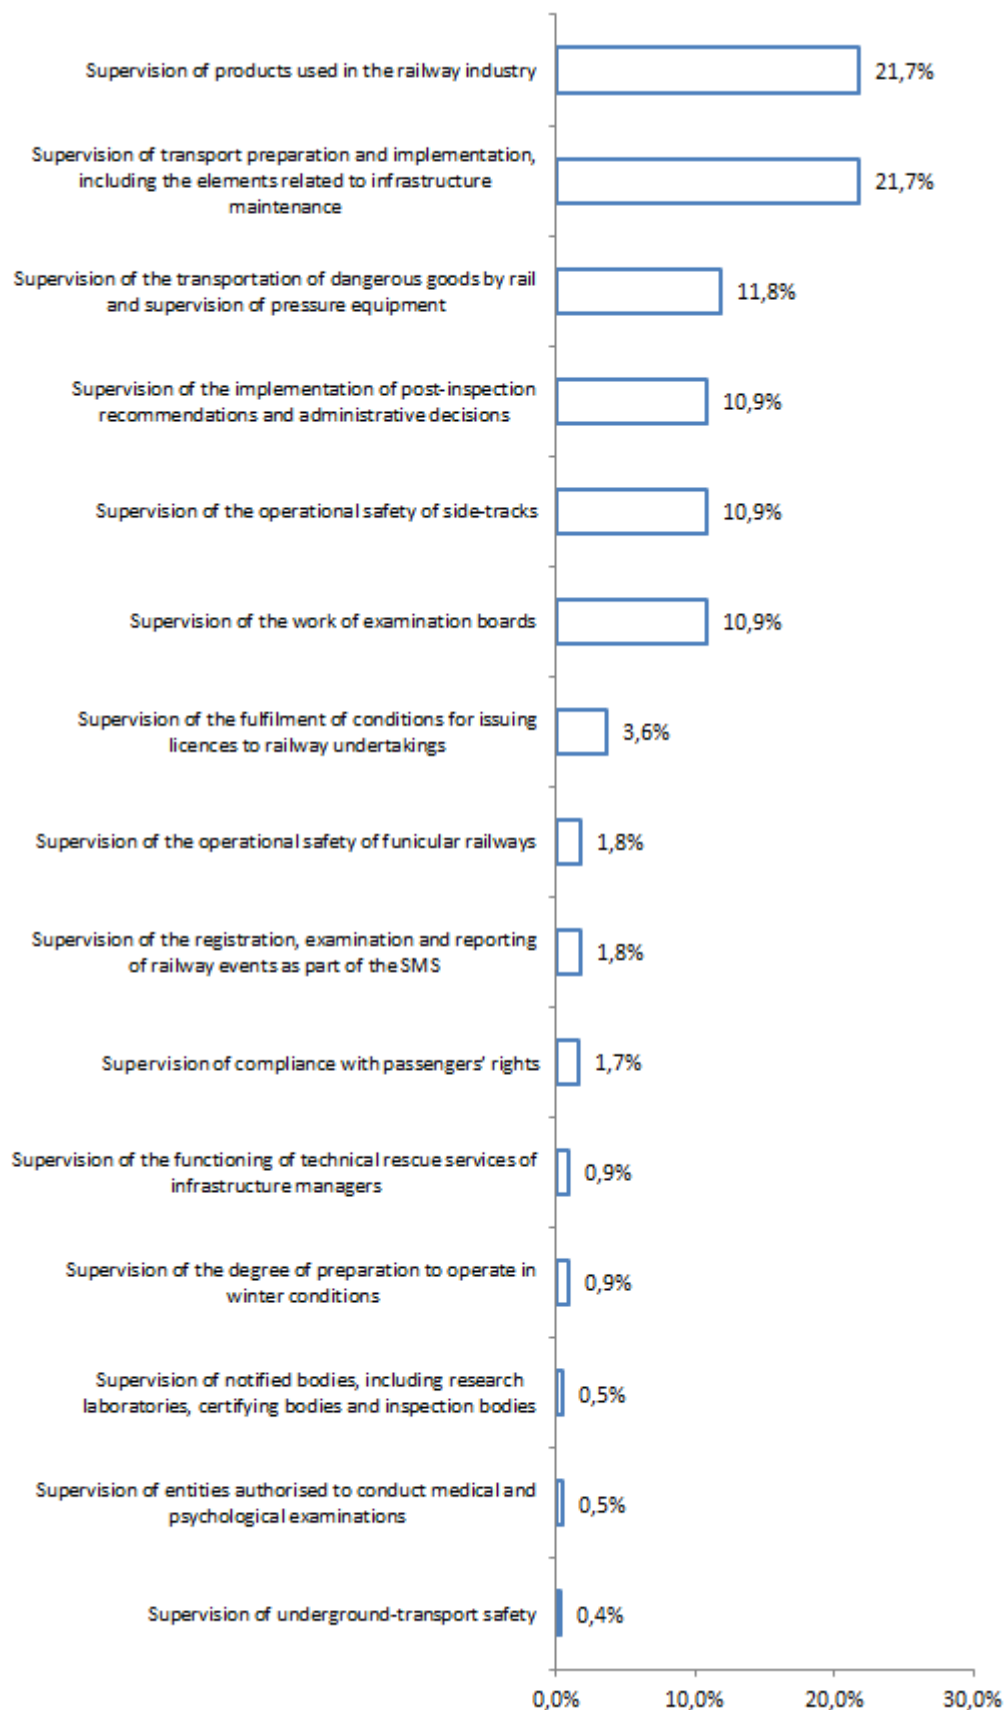 Supervision of products used in the railway industry
21,7%
Supervision of transport preparation and implementation,
including the elements related to infrastructure
maintenance
21,7%
Supervision of the transportation of dangerous goods by rail
and supervision of pressure equipment
11,8%
Supervision of the implementation of post-inspection
recommendations and administrative decisions
10,9%
Supervision of the operational safety of side-tracks
10,9%
Supervision of the work of examination boards
10,9%
Supervision of the fulfilment of conditions for issuing
licences to railway undertakings
3,6%
Supervision of the operational safety of funicular railways
1,8%
Supervision of the registration, examination and reporting
of railway events as part of the SMS
1,8%
Supervision of compliance with passengers’ rights
1,7%
Supervision of the functioning of technical rescue services of
infrastructure managers
0,9%
Supervision of the degree of preparation to operate in
winter conditions
0,9%
Supervision of notified bodies, including research
laboratories, certifying bodies and inspection bodies
0,5%
Supervision of entities authorised to conduct medical and
psychological examinations
0,5%
Supervision of underground-transport safety
0,4%
0,0% 10,0% 20,0% 30,0%